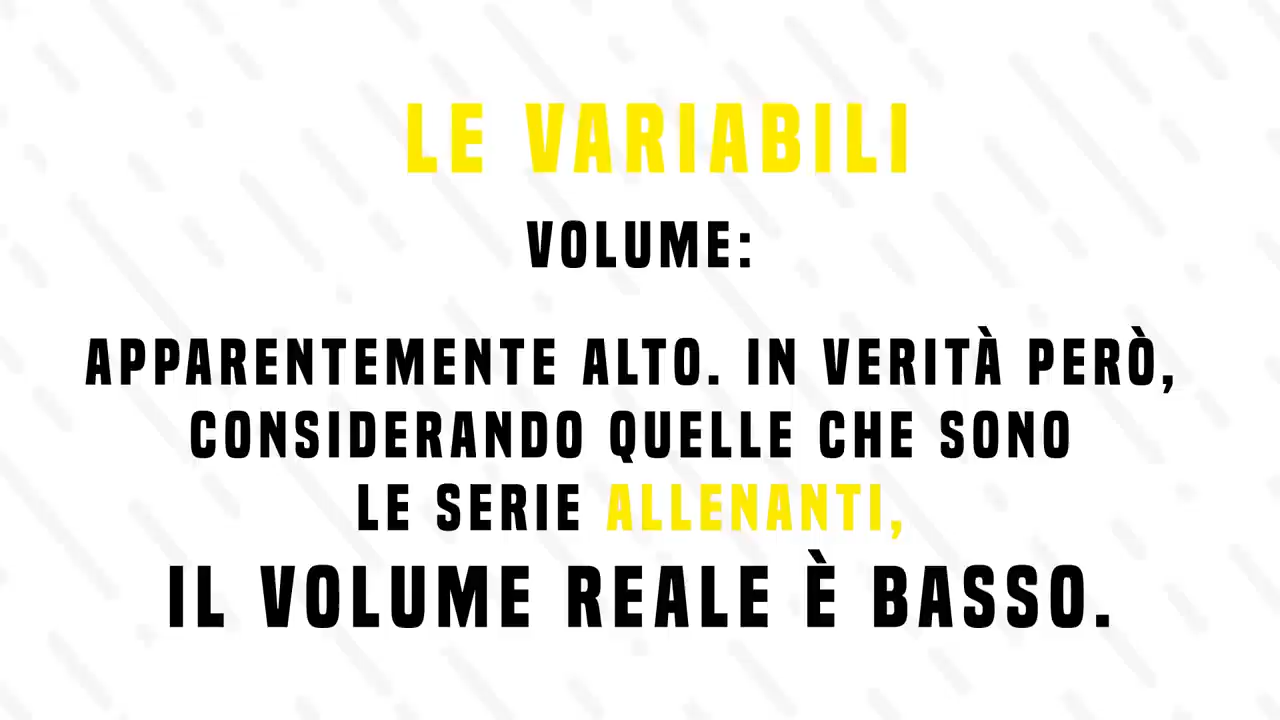 LE VARIABILI
VOLUME:
APPARENTEMENTE ALTO. IN VERITÀ PERÒ,
CONSIDERANDO QUELLE CHE SONO
LE SERIE ALLENANTI,
IL VOLUME REALE È BASSO.